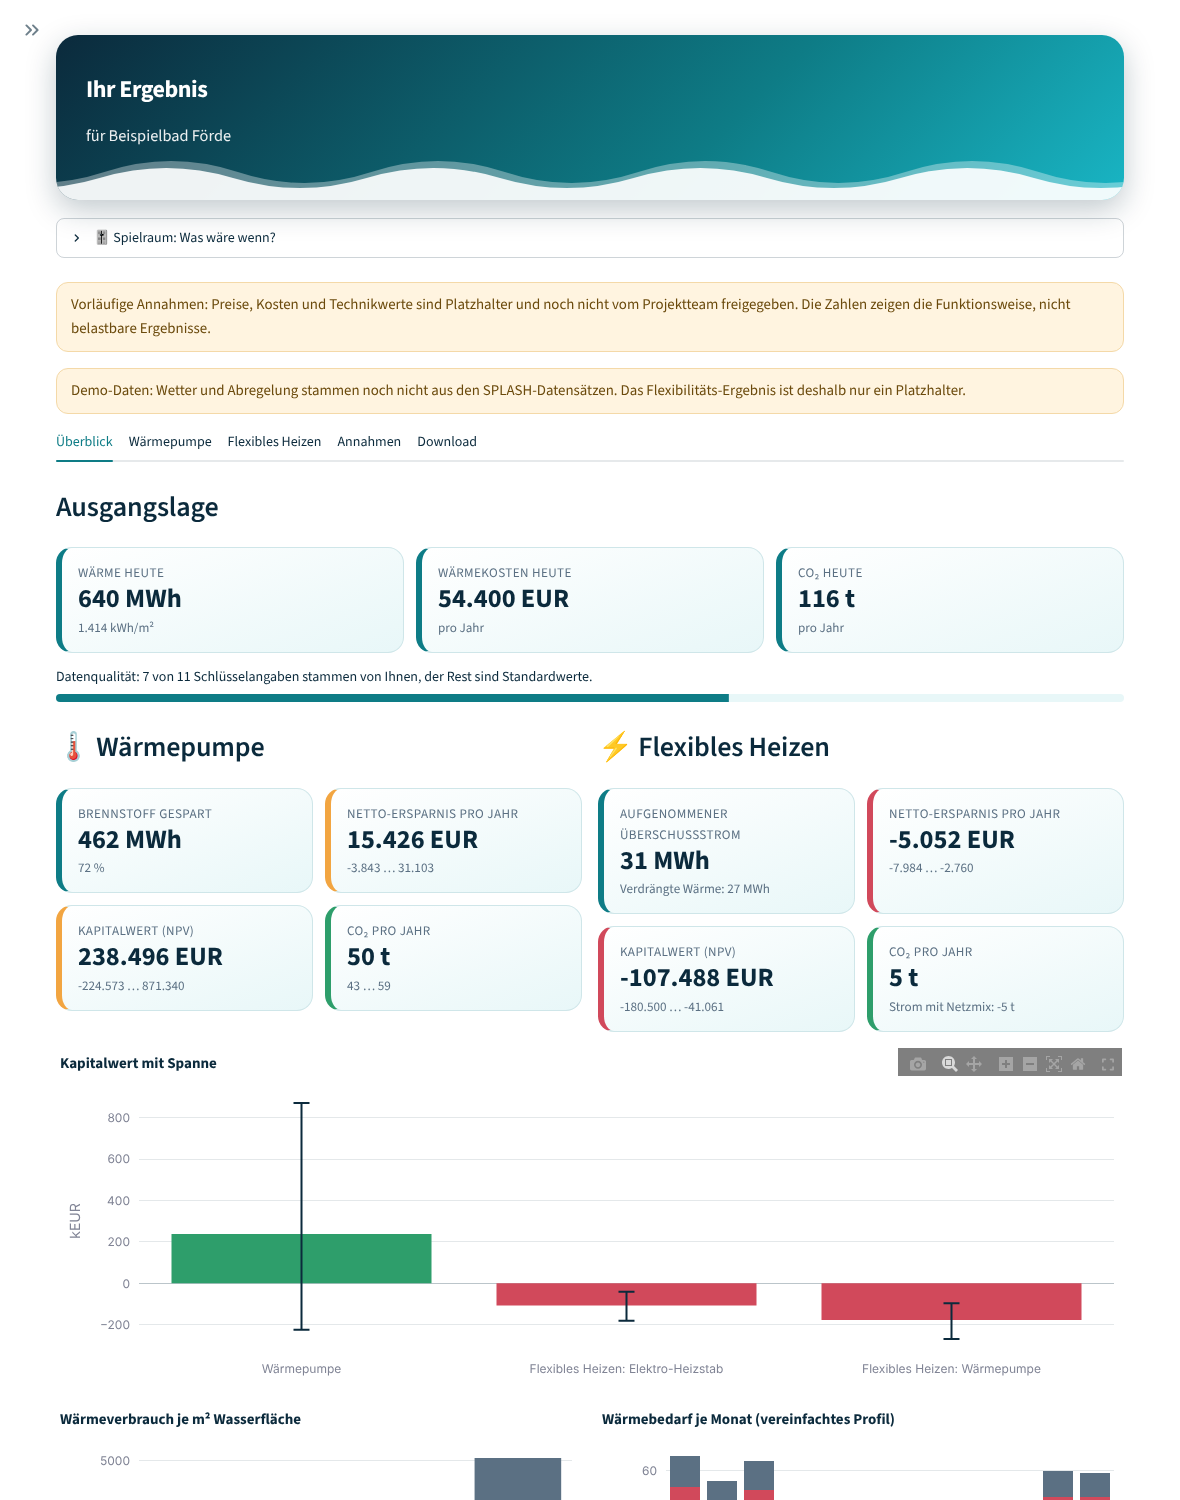 Ihr Ergebnis
für Beispielbad Förde
Spielraum: Was wäre wenn?
Vorläufige Annahmen: Preise, Kosten und Technikwerte sind Platzhalter und noch nicht vom Projektteam freigegeben. Die Zahlen zeigen die Funktionsweise, nicht
belastbare Ergebnisse.
Demo-Daten: Wetter und Abregelung stammen noch nicht aus den SPLASH-Datensätzen. Das Flexibilitäts-Ergebnis ist deshalb nur ein Platzhalter.
Überblick Wärmepumpe Flexibles Heizen Annahmen Download
Ausgangslage
WÄRME HEUTE
640 MWh
1.414 kWh/m²
WÄRMEKOSTEN HEUTE
54.400 EUR
pro Jahr
CO₂ HEUTE
116 t
pro Jahr
Datenqualität: 7 von 11 Schlüsselangaben stammen von Ihnen, der Rest sind Standardwerte.
Wärmepumpe
BRENNSTOFF GESPART
462 MWh
72 %
NETTO-ERSPARNIS PRO JAHR
15.426 EUR
-3.843 … 31.103
KAPITALWERT (NPV)
238.496 EUR
-224.573 … 871.340
CO₂ PRO JAHR
50 t
43 … 59
Flexibles Heizen
AUFGENOMMENER
ÜBERSCHUSSSTROM
31 MWh
Verdrängte Wärme: 27 MWh
NETTO-ERSPARNIS PRO JAHR
-5.052 EUR
-7.984 … -2.760
KAPITALWERT (NPV)
-107.488 EUR
-180.500 … -41.061
CO₂ PRO JAHR
5 t
Strom mit Netzmix: -5 t
Kapitalwert mit Spanne
kEUR
800
600
400
200
0
−200
Wärmepumpe
Flexibles Heizen: Elektro-Heizstab
Flexibles Heizen: Wärmepumpe
Wärmeverbrauch je m² Wasserfläche
5000
Wärmebedarf je Monat (vereinfachtes Profil)
60